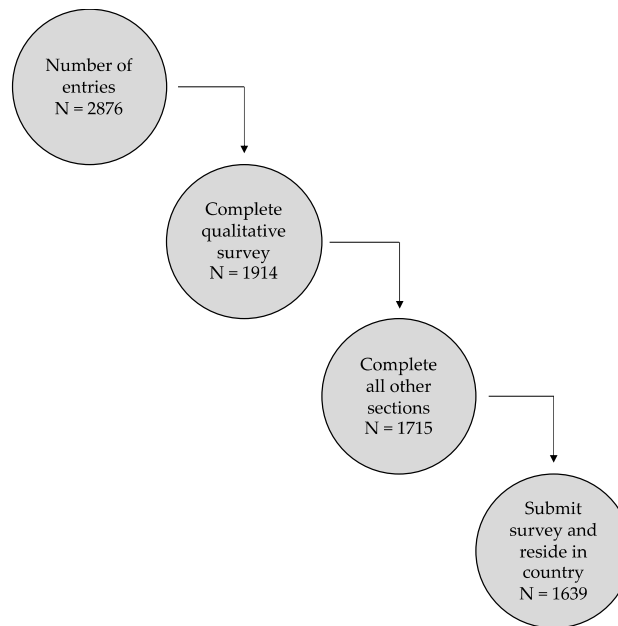 Number of
entries
N = 2876
Complete
qualitative
survey
N = 1914
Complete
all other
sections
N = 1715
Submit
survey and
reside in
country
N = 1639